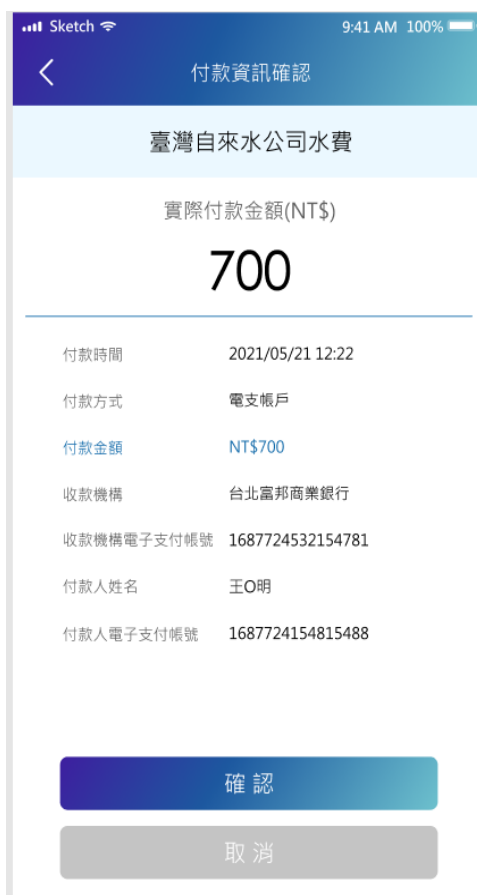 Sketch 9:41 AM 100%
付款資訊確認
臺灣自來水公司水費
實際付款金額(NT$)
700
付款時間 2021/05/21 12:22
付款方式 電支帳戶
付款金額 NT$700
收款機構 台北富邦商業銀行
收款機構電子支付帳號 1687724532154781
付款人姓名 王O明
付款人電子支付帳號 1687724154815488
確認
取消